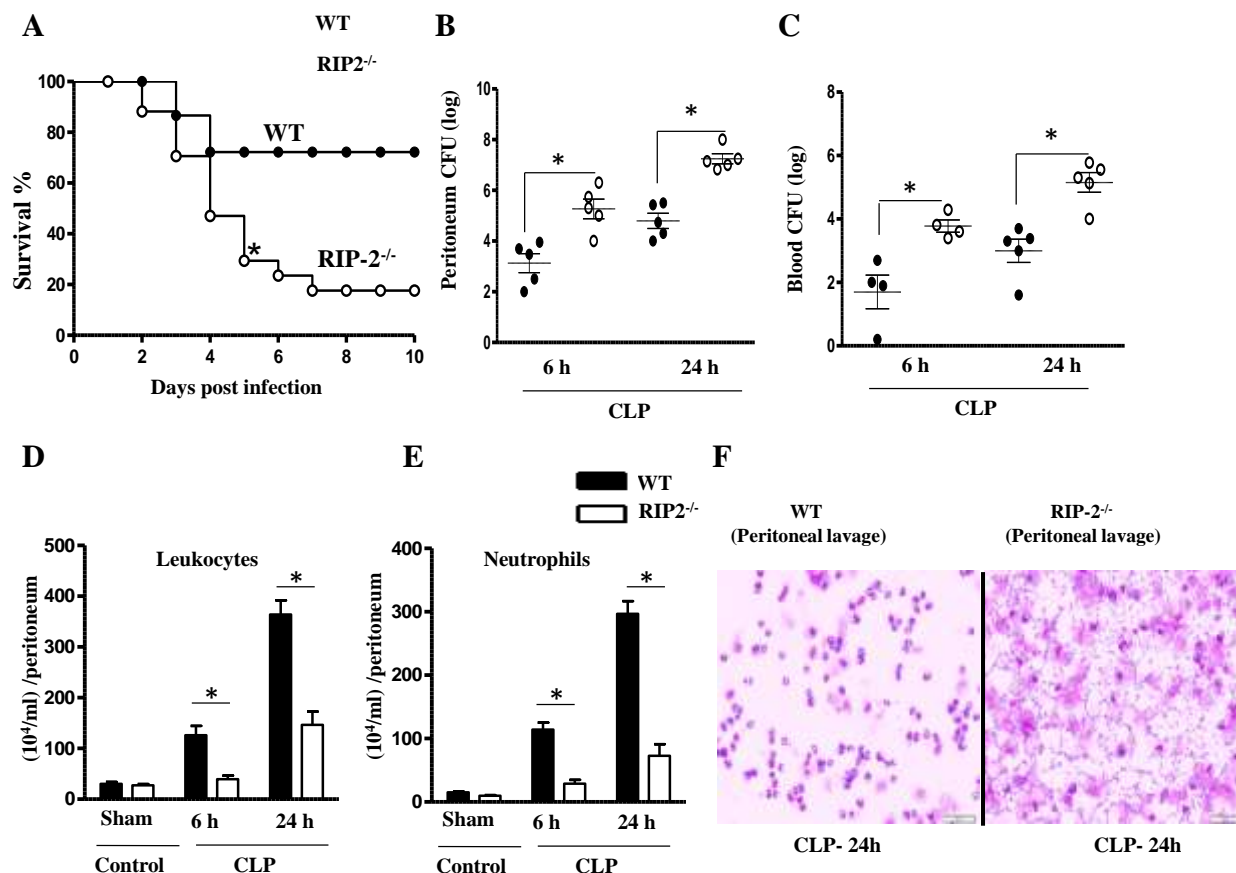 A
WT
RIP2-/-
Survival %
100
80
60
40
20
0
WT
*
RIP-2-/-
0 2 4 6 8 10
Days post infection
B
Peritoneum CFU (log)
10
8
6
4
2
0
* *
6 h 24 h
CLP
C
Blood CFU (log)
8
6
4
2
0
* *
6 h 24 h
CLP
D
Leukocytes
(10⁴/ml) /peritoneum
500
400
300
200
100
0
* *
Sham 6 h 24 h
Control CLP
E
WT
RIP2-/-
Neutrophils
(10⁴/ml) /peritoneum
400
300
200
100
0
* *
Sham 6 h 24 h
Control CLP
F
WT
(Peritoneal lavage)
RIP-2-/-
(Peritoneal lavage)
CLP- 24h
CLP- 24h